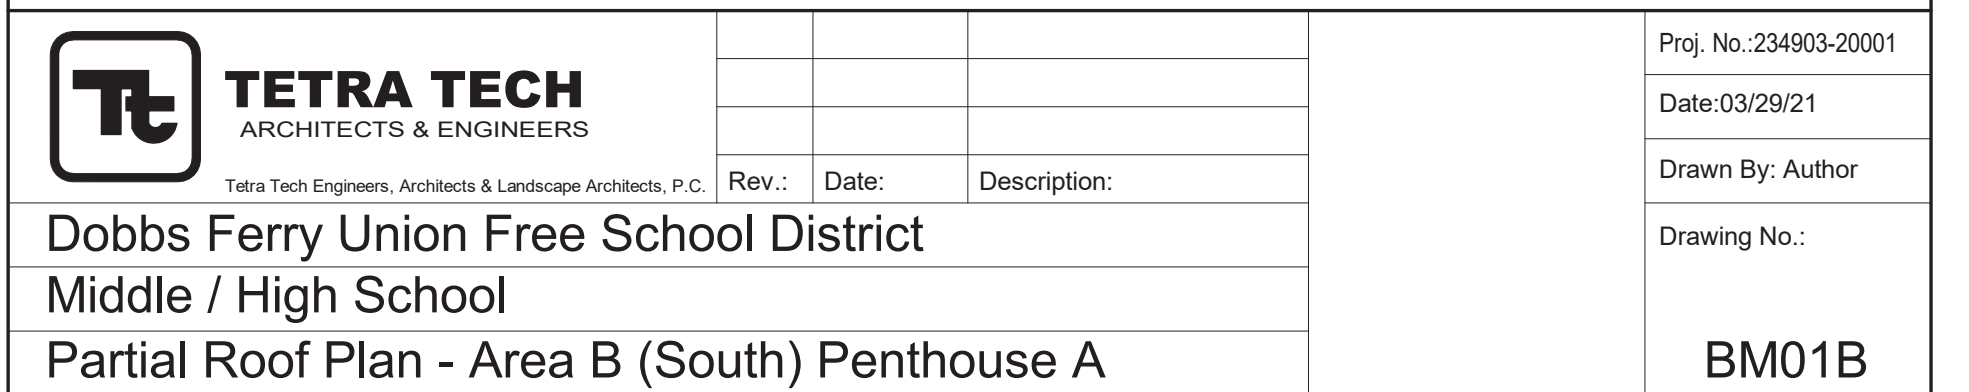 Tt
TETRA TECH
ARCHITECTS & ENGINEERS
Tetra Tech Engineers, Architects & Landscape Architects, P.C.
Rev.: Date: Description:
Dobbs Ferry Union Free School District
Middle / High School
Partial Roof Plan - Area B (South) Penthouse A
Proj. No.:234903-20001
Date:03/29/21
Drawn By: Author
Drawing No.:
BM01B